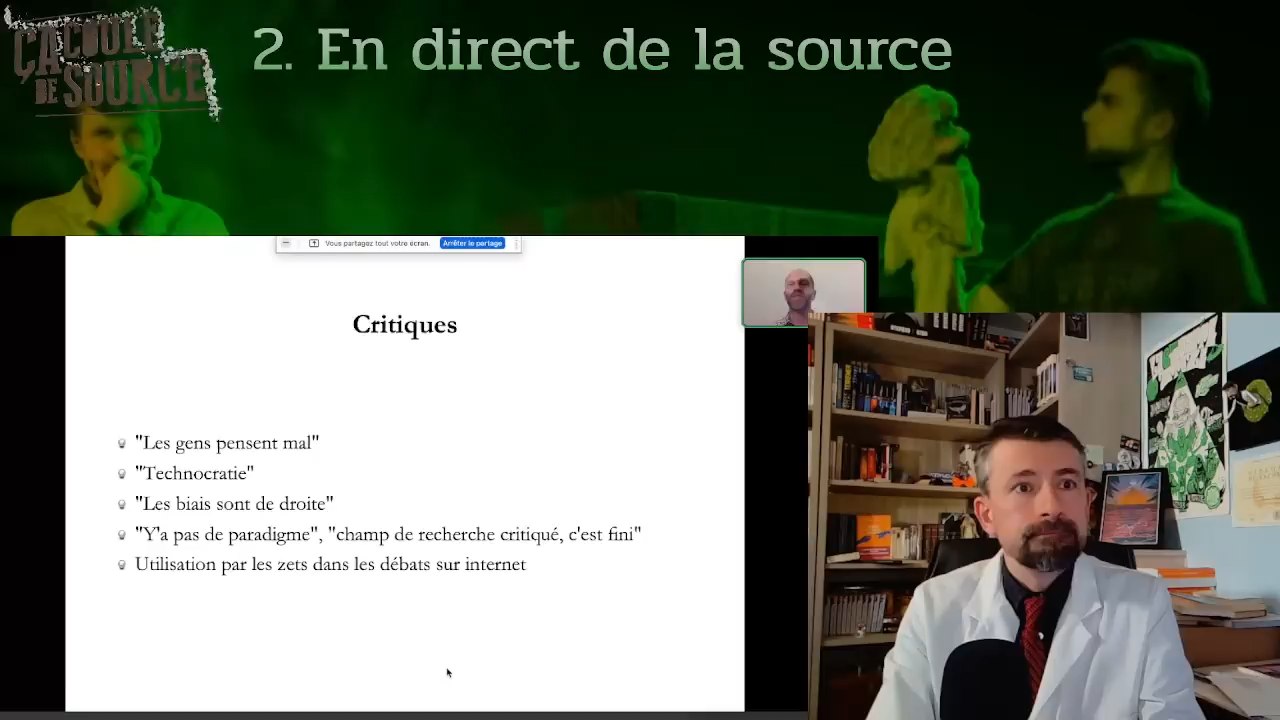 ÇA COULE
DE SOURCE
2. En direct de la source
Vous partagez tout votre écran.
Arrêter le partage
Critiques
"Les gens pensent mal"
"Technocratie"
"Les biais sont de droite"
"Y'a pas de paradigme", "champ de recherche critiqué, c'est fini"
Utilisation par les zets dans les débats sur internet